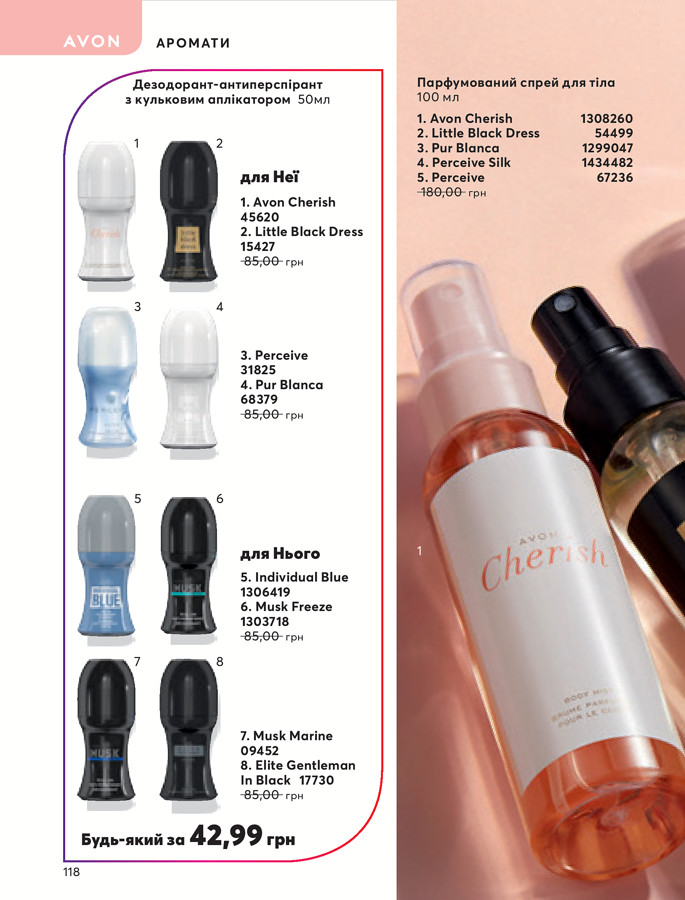 AVON
АРОМАТИ
Дезодорант-антиперспірант
з кульковим аплікатором 50мл
1
2
Cherish
little
black
dress
для Неї
1. Avon Cherish
45620
2. Little Black Dress
15427
85,00 грн
3
4
3. Perceive
31825
4. Pur Blanca
68379
85,00 грн
5
6
BLUE
MUSK
для Нього
5. Individual Blue
1306419
6. Musk Freeze
1303718
85,00 грн
7
8
MUSK
7. Musk Marine
09452
8. Elite Gentleman
In Black 17730
85,00 грн
Будь-який за 42,99 грн
118
Парфумований спрей для тіла
100 мл
1. Avon Cherish 1308260
2. Little Black Dress 54499
3. Pur Blanca 1299047
4. Perceive Silk 1434482
5. Perceive 67236
180,00 грн
1
AVON
Cherish
BODY MIST
BRUME PARF
POUR LE CO